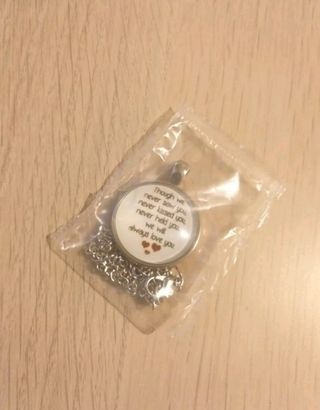 Though we
never saw you,
never kissed you,
never held you,
we will
always love you